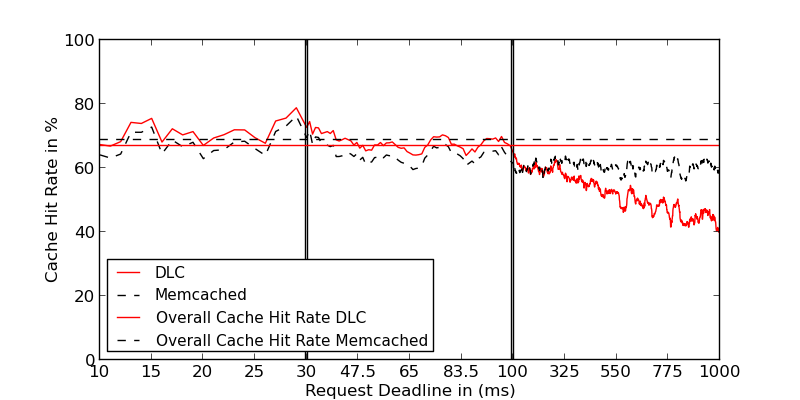 100
80
60
40
20
0
Cache Hit Rate in %
DLC
Memcached
Overall Cache Hit Rate DLC
Overall Cache Hit Rate Memcached
10 15 20 25 30 47.5 65 83.5 100 325 550 775 1000
Request Deadline in (ms)